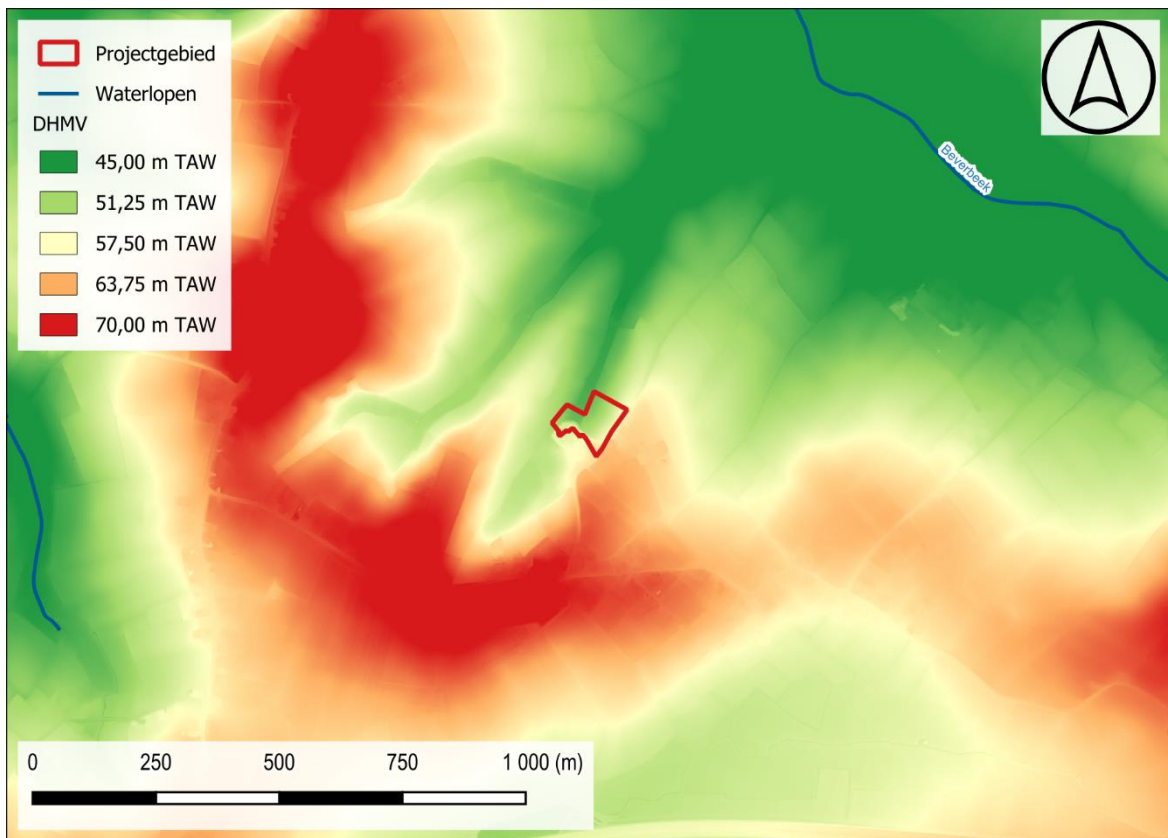 Projectgebied
Waterlopen
DHMV
45,00 m TAW
51,25 m TAW
57,50 m TAW
63,75 m TAW
70,00 m TAW
Beverbeek
0 250 500 750 1 000 (m)